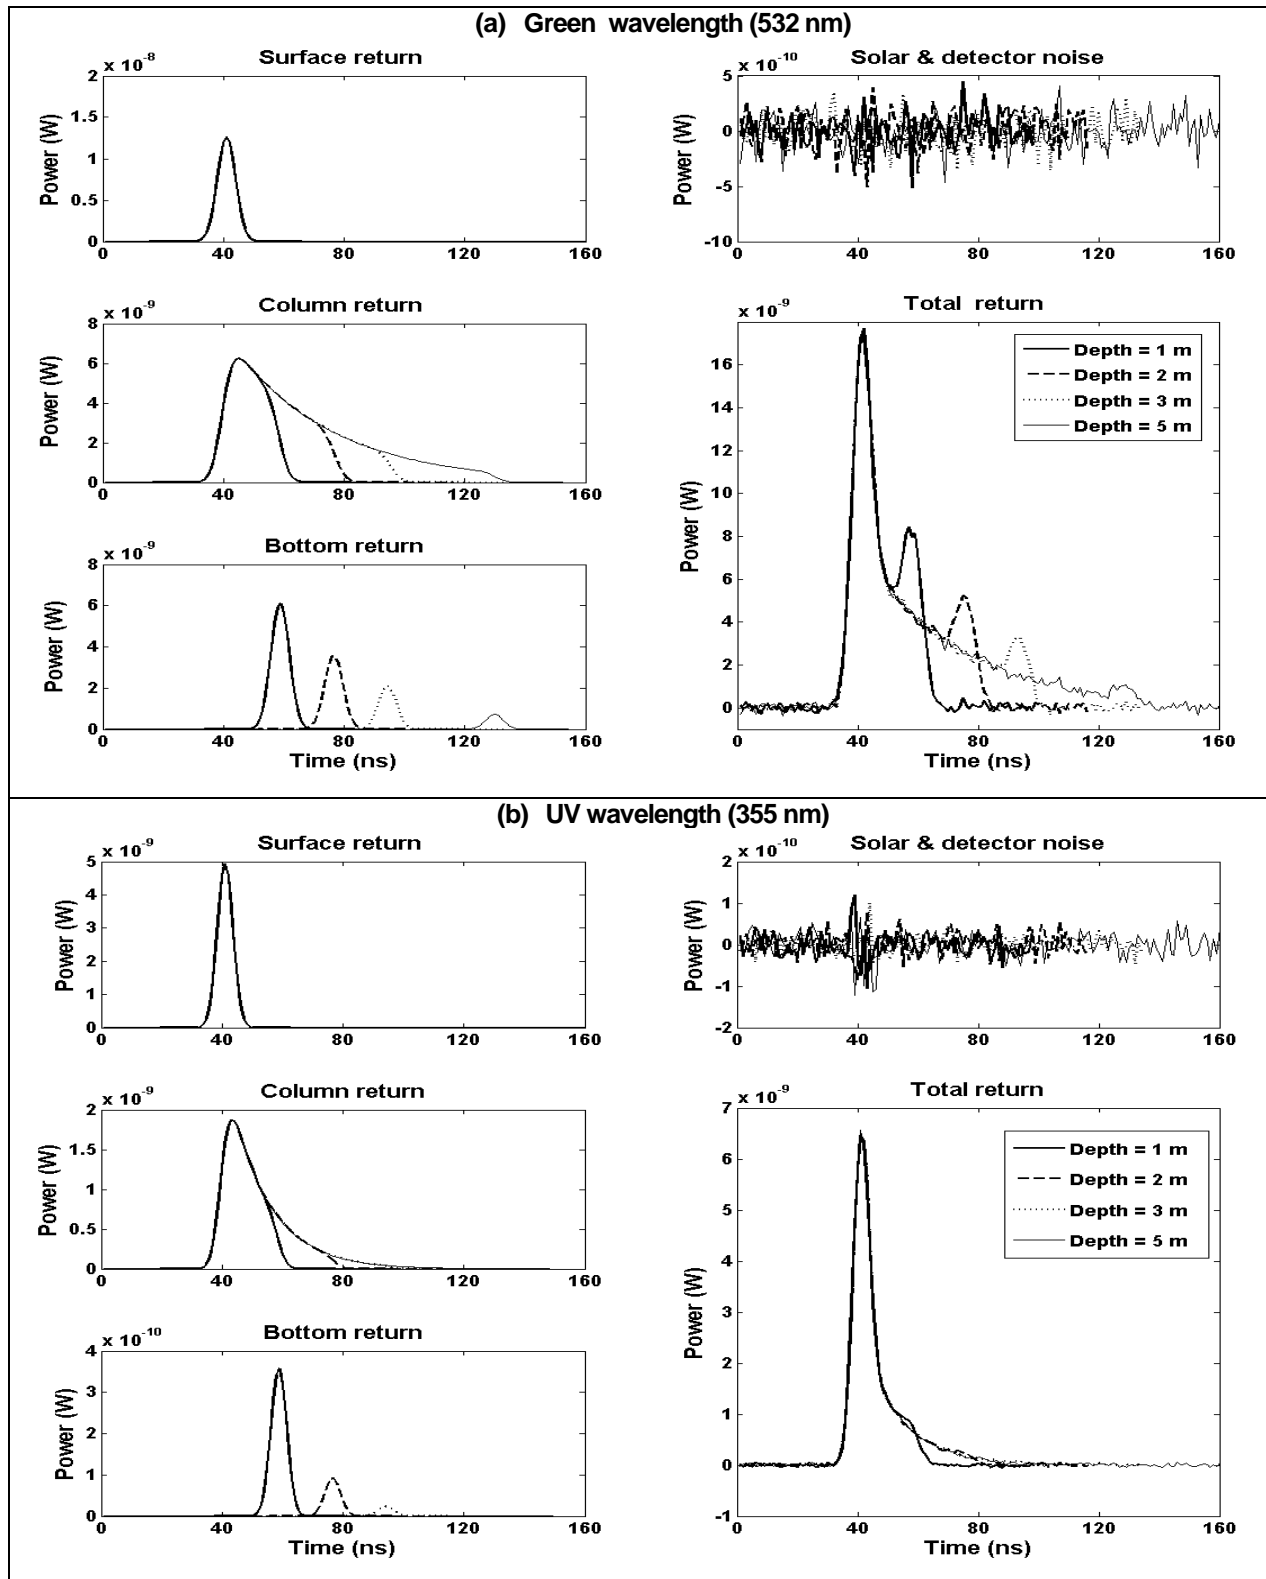 (a) Green wavelength (532 nm)
Surface return
x 10-8
Power (W)
2
1.5
1
0.5
0
0 40 80 120 160
Solar & detector noise
x 10-10
Power (W)
5
0
-5
-10
0 40 80 120 160
Column return
x 10-9
Power (W)
8
6
4
2
0
0 40 80 120 160
Bottom return
x 10-9
Power (W)
8
6
4
2
0
0 40 80 120 160
Time (ns)
Total return
x 10-9
Power (W)
16
14
12
10
8
6
4
2
0
0 40 80 120 160
Time (ns)
Depth = 1 m
Depth = 2 m
Depth = 3 m
Depth = 5 m
(b) UV wavelength (355 nm)
Surface return
x 10-9
Power (W)
5
4
3
2
1
0
0 40 80 120 160
Solar & detector noise
x 10-10
Power (W)
2
1
0
-1
-2
0 40 80 120 160
Column return
x 10-9
Power (W)
2
1.5
1
0.5
0
0 40 80 120 160
Bottom return
x 10-10
Power (W)
4
3
2
1
0
0 40 80 120 160
Time (ns)
Total return
x 10-9
Power (W)
7
6
5
4
3
2
1
0
-1
0 40 80 120 160
Time (ns)
Depth = 1 m
Depth = 2 m
Depth = 3 m
Depth = 5 m